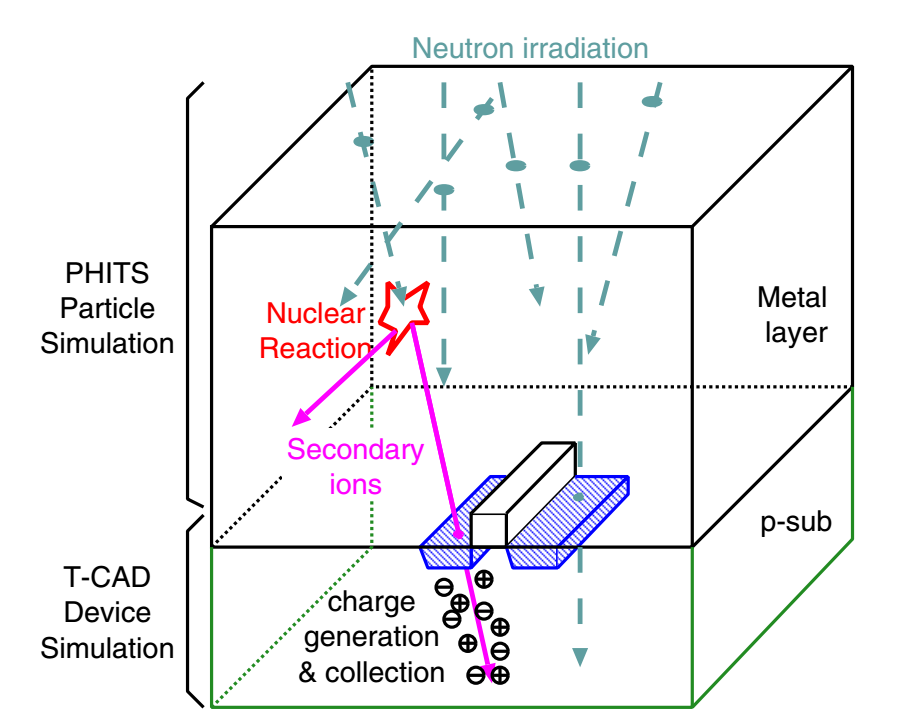 Neutron irradiation
PHITS
Particle
Simulation
Nuclear
Reaction
Metal
layer
Secondary
ions
p-sub
T-CAD
Device
Simulation
charge
generation
& collection